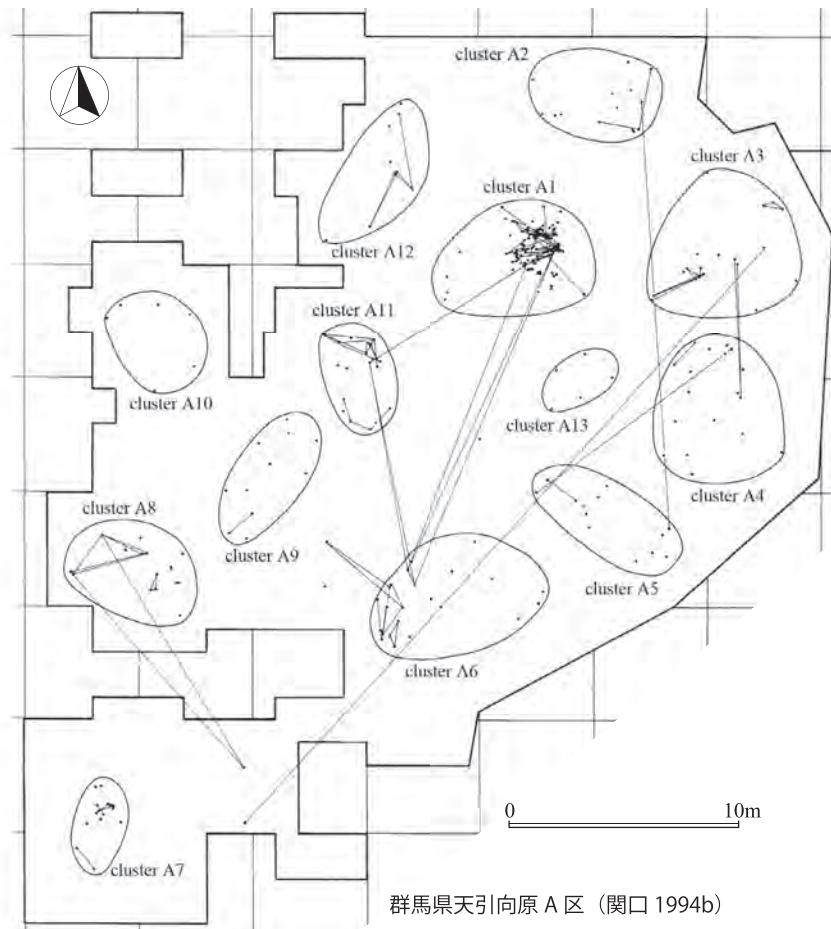 cluster A2
cluster A3
cluster A1
cluster A12
cluster A11
cluster A10
cluster A13
cluster A4
cluster A8
cluster A9
cluster A5
cluster A6
0 10m
cluster A7
群馬県天引向原 A 区（関口 1994b）